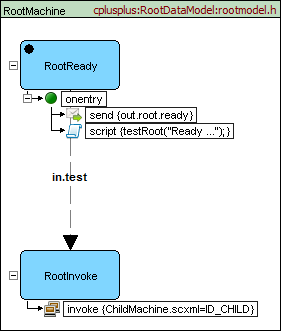 RootMachine cplusplus:RootDataModel:rootmodel.h
RootReady
onentry
send {out.root.ready}
script {testRoot("Ready ...");}
in.test
RootInvoke
invoke {ChildMachine.scxml=ID_CHILD}